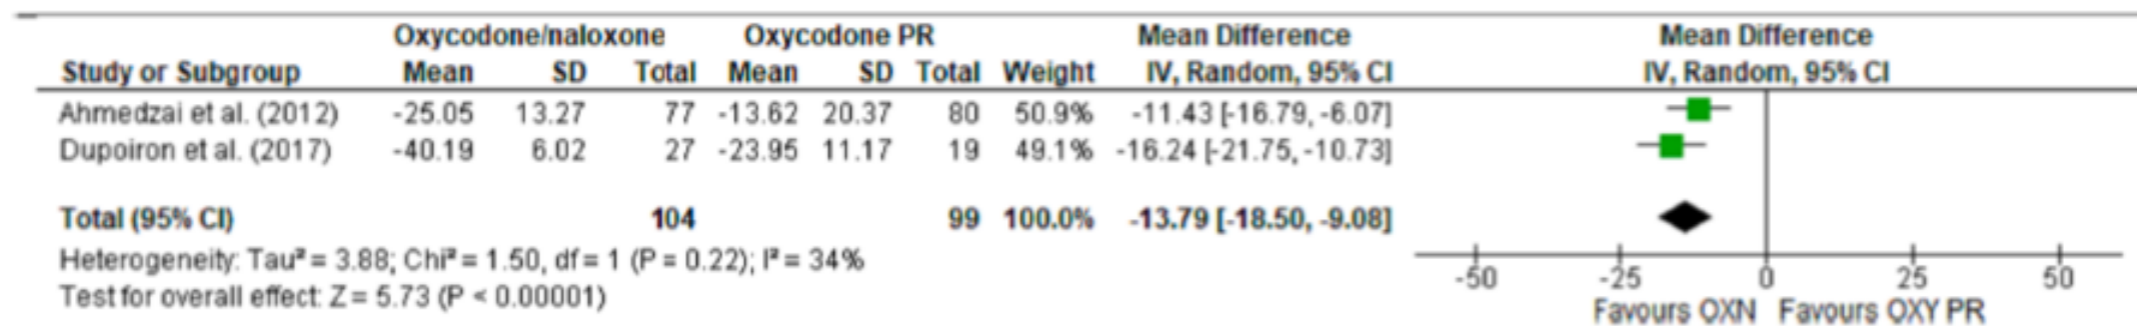 Oxycodone/naloxone Oxycodone PR Mean Difference Mean Difference
Study or Subgroup Mean SD Total Mean SD Total Weight IV, Random, 95% CI IV, Random, 95% CI
Ahmedzai et al. (2012) -25.05 13.27 77 -13.62 20.37 80 50.9% -11.43 [-16.79, -6.07]
Dupoiron et al. (2017) -40.19 6.02 27 -23.95 11.17 19 49.1% -16.24 [-21.75, -10.73]
Total (95% CI) 104 99 100.0% -13.79 [-18.50, -9.08]
Heterogeneity: Tau² = 3.88; Chi² = 1.50, df = 1 (P = 0.22); I² = 34%
Test for overall effect: Z = 5.73 (P < 0.00001)
-50 -25 0 25 50
Favours OXN Favours OXY PR